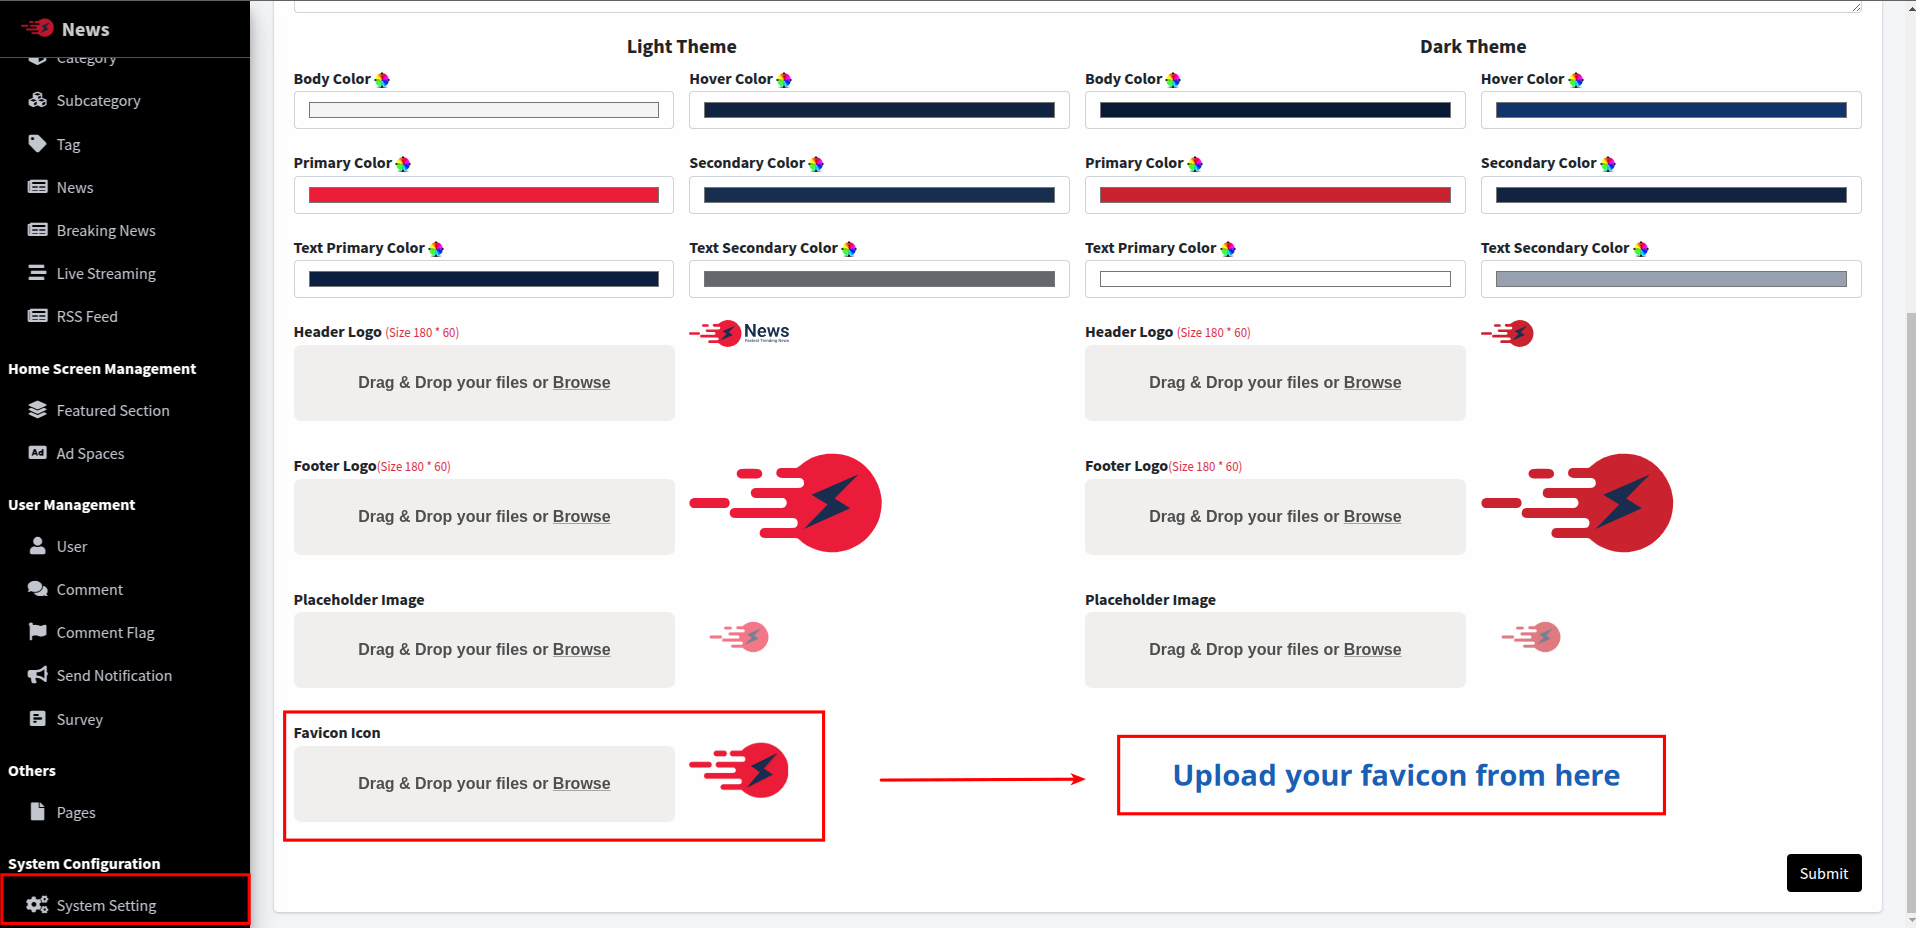 News
Category
Subcategory
Tag
News
Breaking News
Live Streaming
RSS Feed
Home Screen Management
Featured Section
Ad
Ad Spaces
User Management
User
Comment
Comment Flag
Send Notification
Survey
Others
Pages
System Configuration
System Setting
Light Theme
Dark Theme
Body Color
Hover Color
Body Color
Hover Color
Primary Color
Secondary Color
Primary Color
Secondary Color
Text Primary Color
Text Secondary Color
Text Primary Color
Text Secondary Color
Header Logo (Size 180 * 60)
News
Fastest Trending News
Header Logo (Size 180 * 60)
Drag & Drop your files or Browse
Drag & Drop your files or Browse
Footer Logo(Size 180 * 60)
Footer Logo(Size 180 * 60)
Drag & Drop your files or Browse
Drag & Drop your files or Browse
Placeholder Image
Placeholder Image
Drag & Drop your files or Browse
Drag & Drop your files or Browse
Favicon Icon
Drag & Drop your files or Browse
Upload your favicon from here
Submit